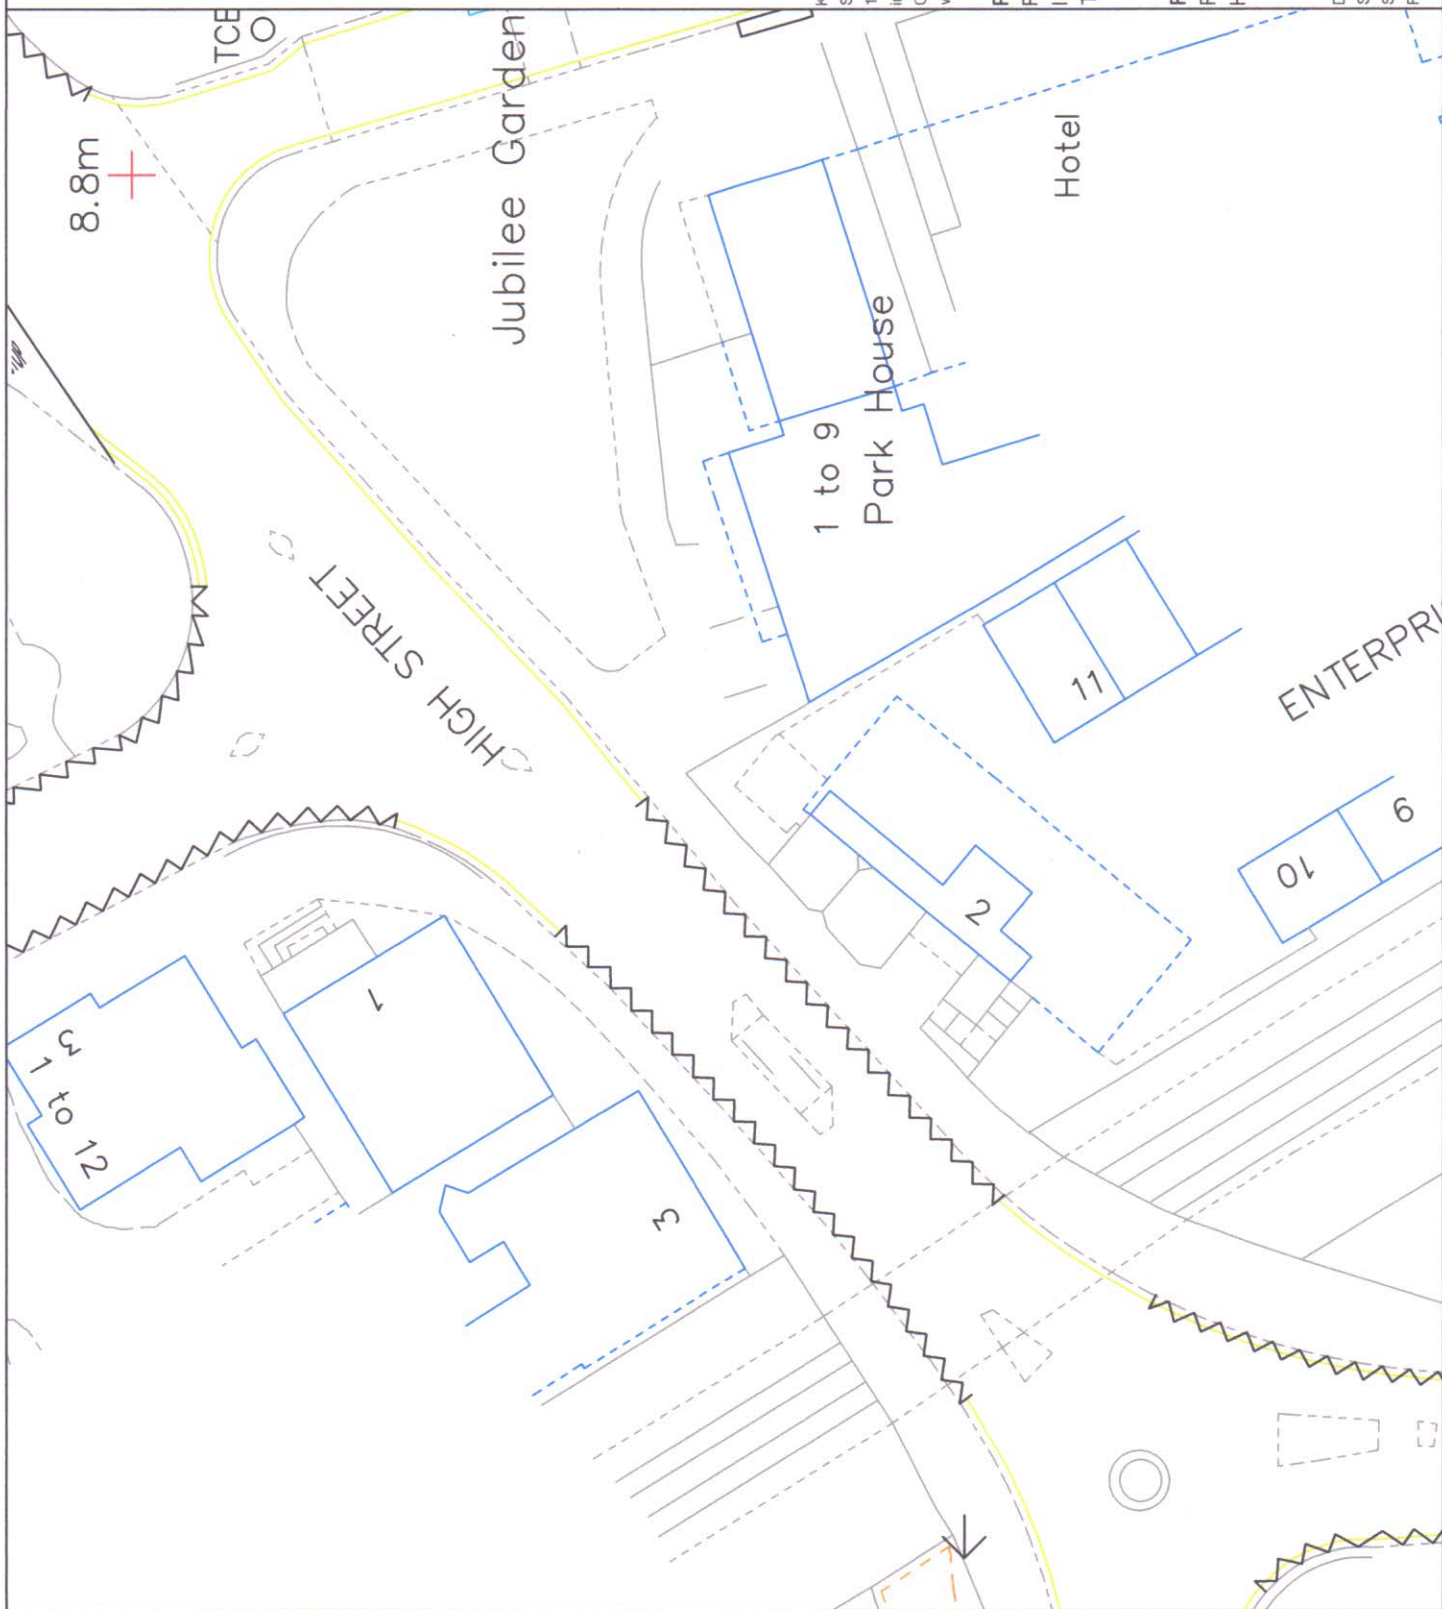 TCB
8.8m
Jubilee Garden
Hotel
HIGH STREET
1 to 9
Park House
11
ENTERPRI
2
10
6
1
3
1 to 12
3